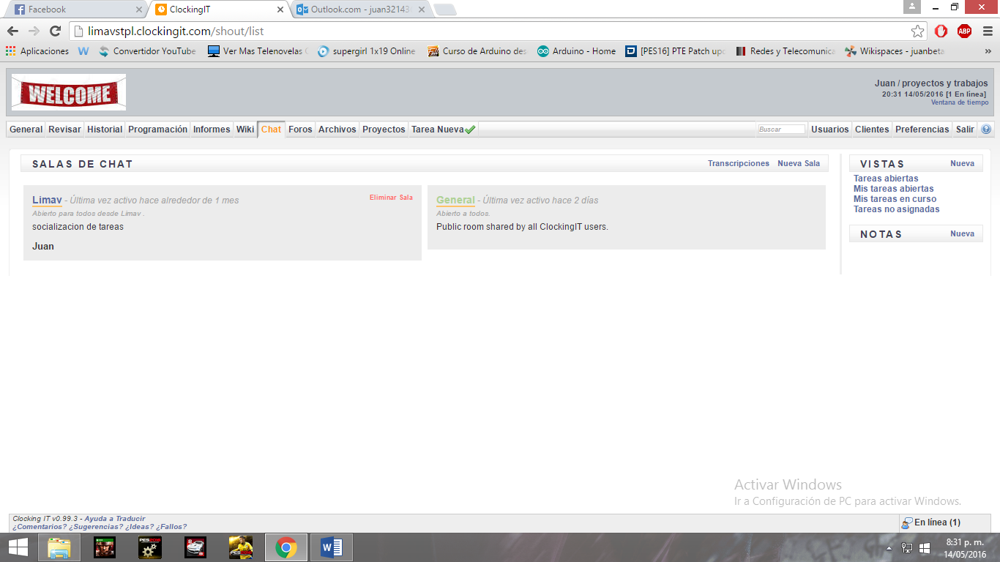 Facebook
ClockingIT
Outlook.com - juan32143
limavstpl.clockingit.com/shout/list
ABP
Aplicaciones
Convertidor YouTube
Ver Mas Telenovelas
supergirl 1x19 Online
Curso de Arduino des
Arduino - Home
[PES16] PTE Patch upd
Redes y Telecomunica
Wikispaces - juanbeta
»
WELCOME
Juan / proyectos y trabajos
20:31 14/05/2016 [1 En línea]
Ventana de tiempo
General Revisar Historial Programación Informes Wiki Chat Foros Archivos Proyectos Tarea Nueva Buscar Usuarios Clientes Preferencias Salir
SALAS DE CHAT Transcripciones Nueva Sala
Limav - Última vez activo hace alrededor de 1 mes Eliminar Sala
Abierto para todos desde Limav .
socializacion de tareas
Juan
General - Última vez activo hace 2 días
Abierto a todos.
Public room shared by all ClockingIT users.
VISTAS Nueva
Tareas abiertas
Mis tareas abiertas
Mis tareas en curso
Tareas no asignadas
NOTAS Nueva
Activar Windows
Ir a Configuración de PC para activar Windows.
Clocking IT v0.99.3 - Ayuda a Traducir
¿Comentarios? ¿Sugerencias? ¿Ideas? ¿Fallos?
En línea (1)
8:31 p. m.
14/05/2016